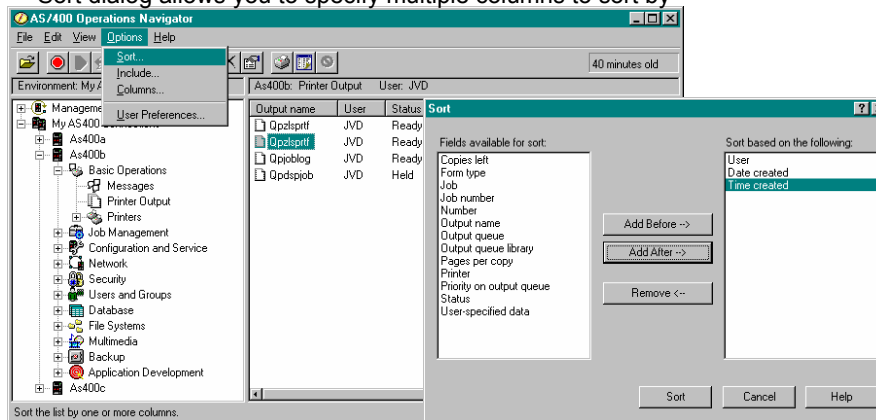 Sort dialog allows you to specify multiple columns to sort by
AS/400 Operations Navigator
File Edit View Options Help
Sort...
Include...
Columns...
User Preferences...
40 minutes old
Environment: My A
As400b: Printer Output User: JVD
Manageme
My AS400
As400a
As400b
Basic Operations
Messages
Printer Output
Printers
Job Management
Configuration and Service
Network
Security
Users and Groups
Database
File Systems
Multimedia
Backup
Application Development
As400c
Output name User Status
Qpzlsprtf JVD Ready
Qpzlsprtf JVD Ready
Qpjoblog JVD Ready
Qpdspjob JVD Held
Sort the list by one or more columns.
Sort
Fields available for sort:
Copies left
Form type
Job
Job number
Number
Output name
Output queue
Output queue library
Pages per copy
Printer
Priority on output queue
Status
User-specified data
Add Before -->
Add After -->
Remove <--
Sort based on the following:
User
Date created
Time created
Sort Cancel Help